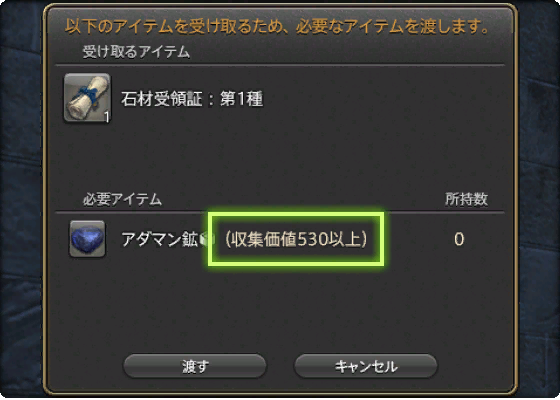 以下のアイテムを受け取るため、必要なアイテムを渡します。
受け取るアイテム
石材受領証：第1種
1
必要アイテム 所持数
アダマン鉱 (収集価値530以上) 0
渡す キャンセル